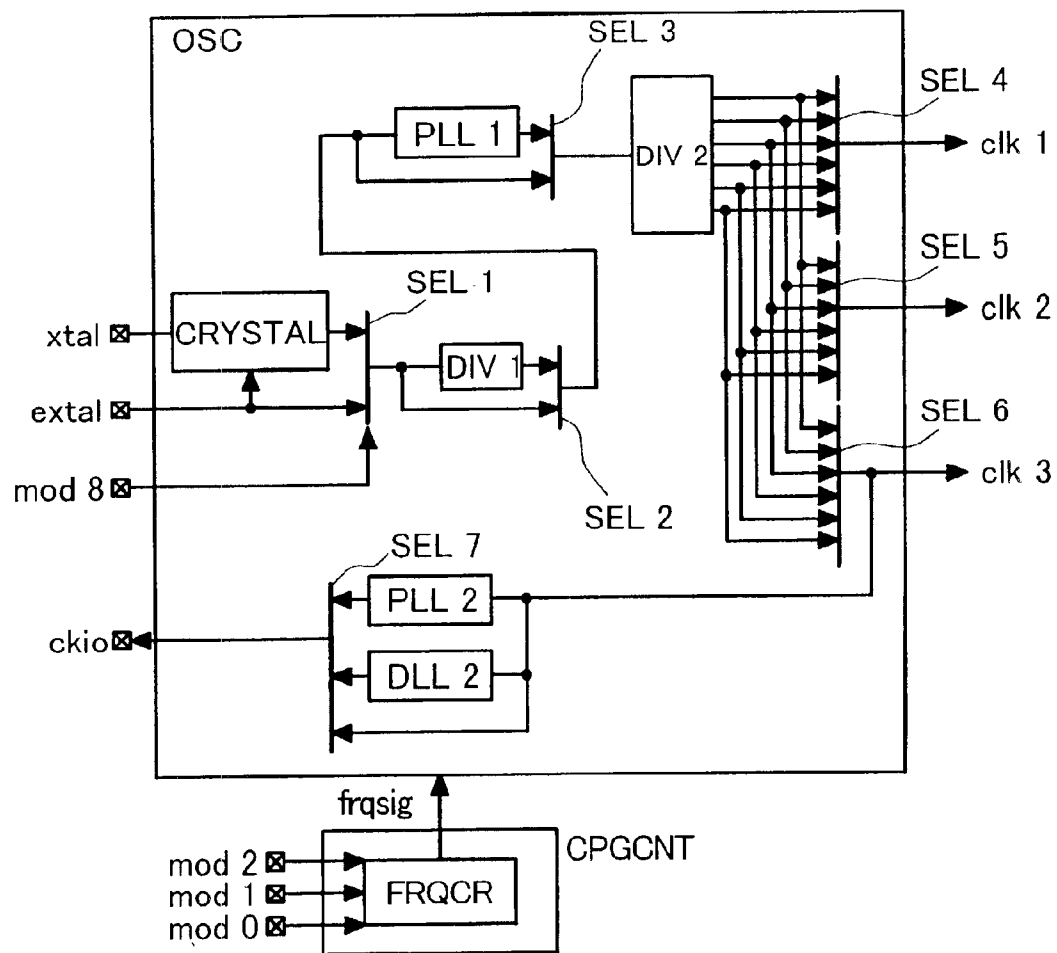 OSC
SEL 3
SEL 4
PLL 1
DIV 2
clk 1
SEL 5
SEL 1
xtal
CRYSTAL
clk 2
DIV 1
extal
SEL 6
mod 8
clk 3
SEL 2
SEL 7
PLL 2
ckio
DLL 2
frqsig
CPGCNT
mod 2
FRQCR
mod 1
mod 0